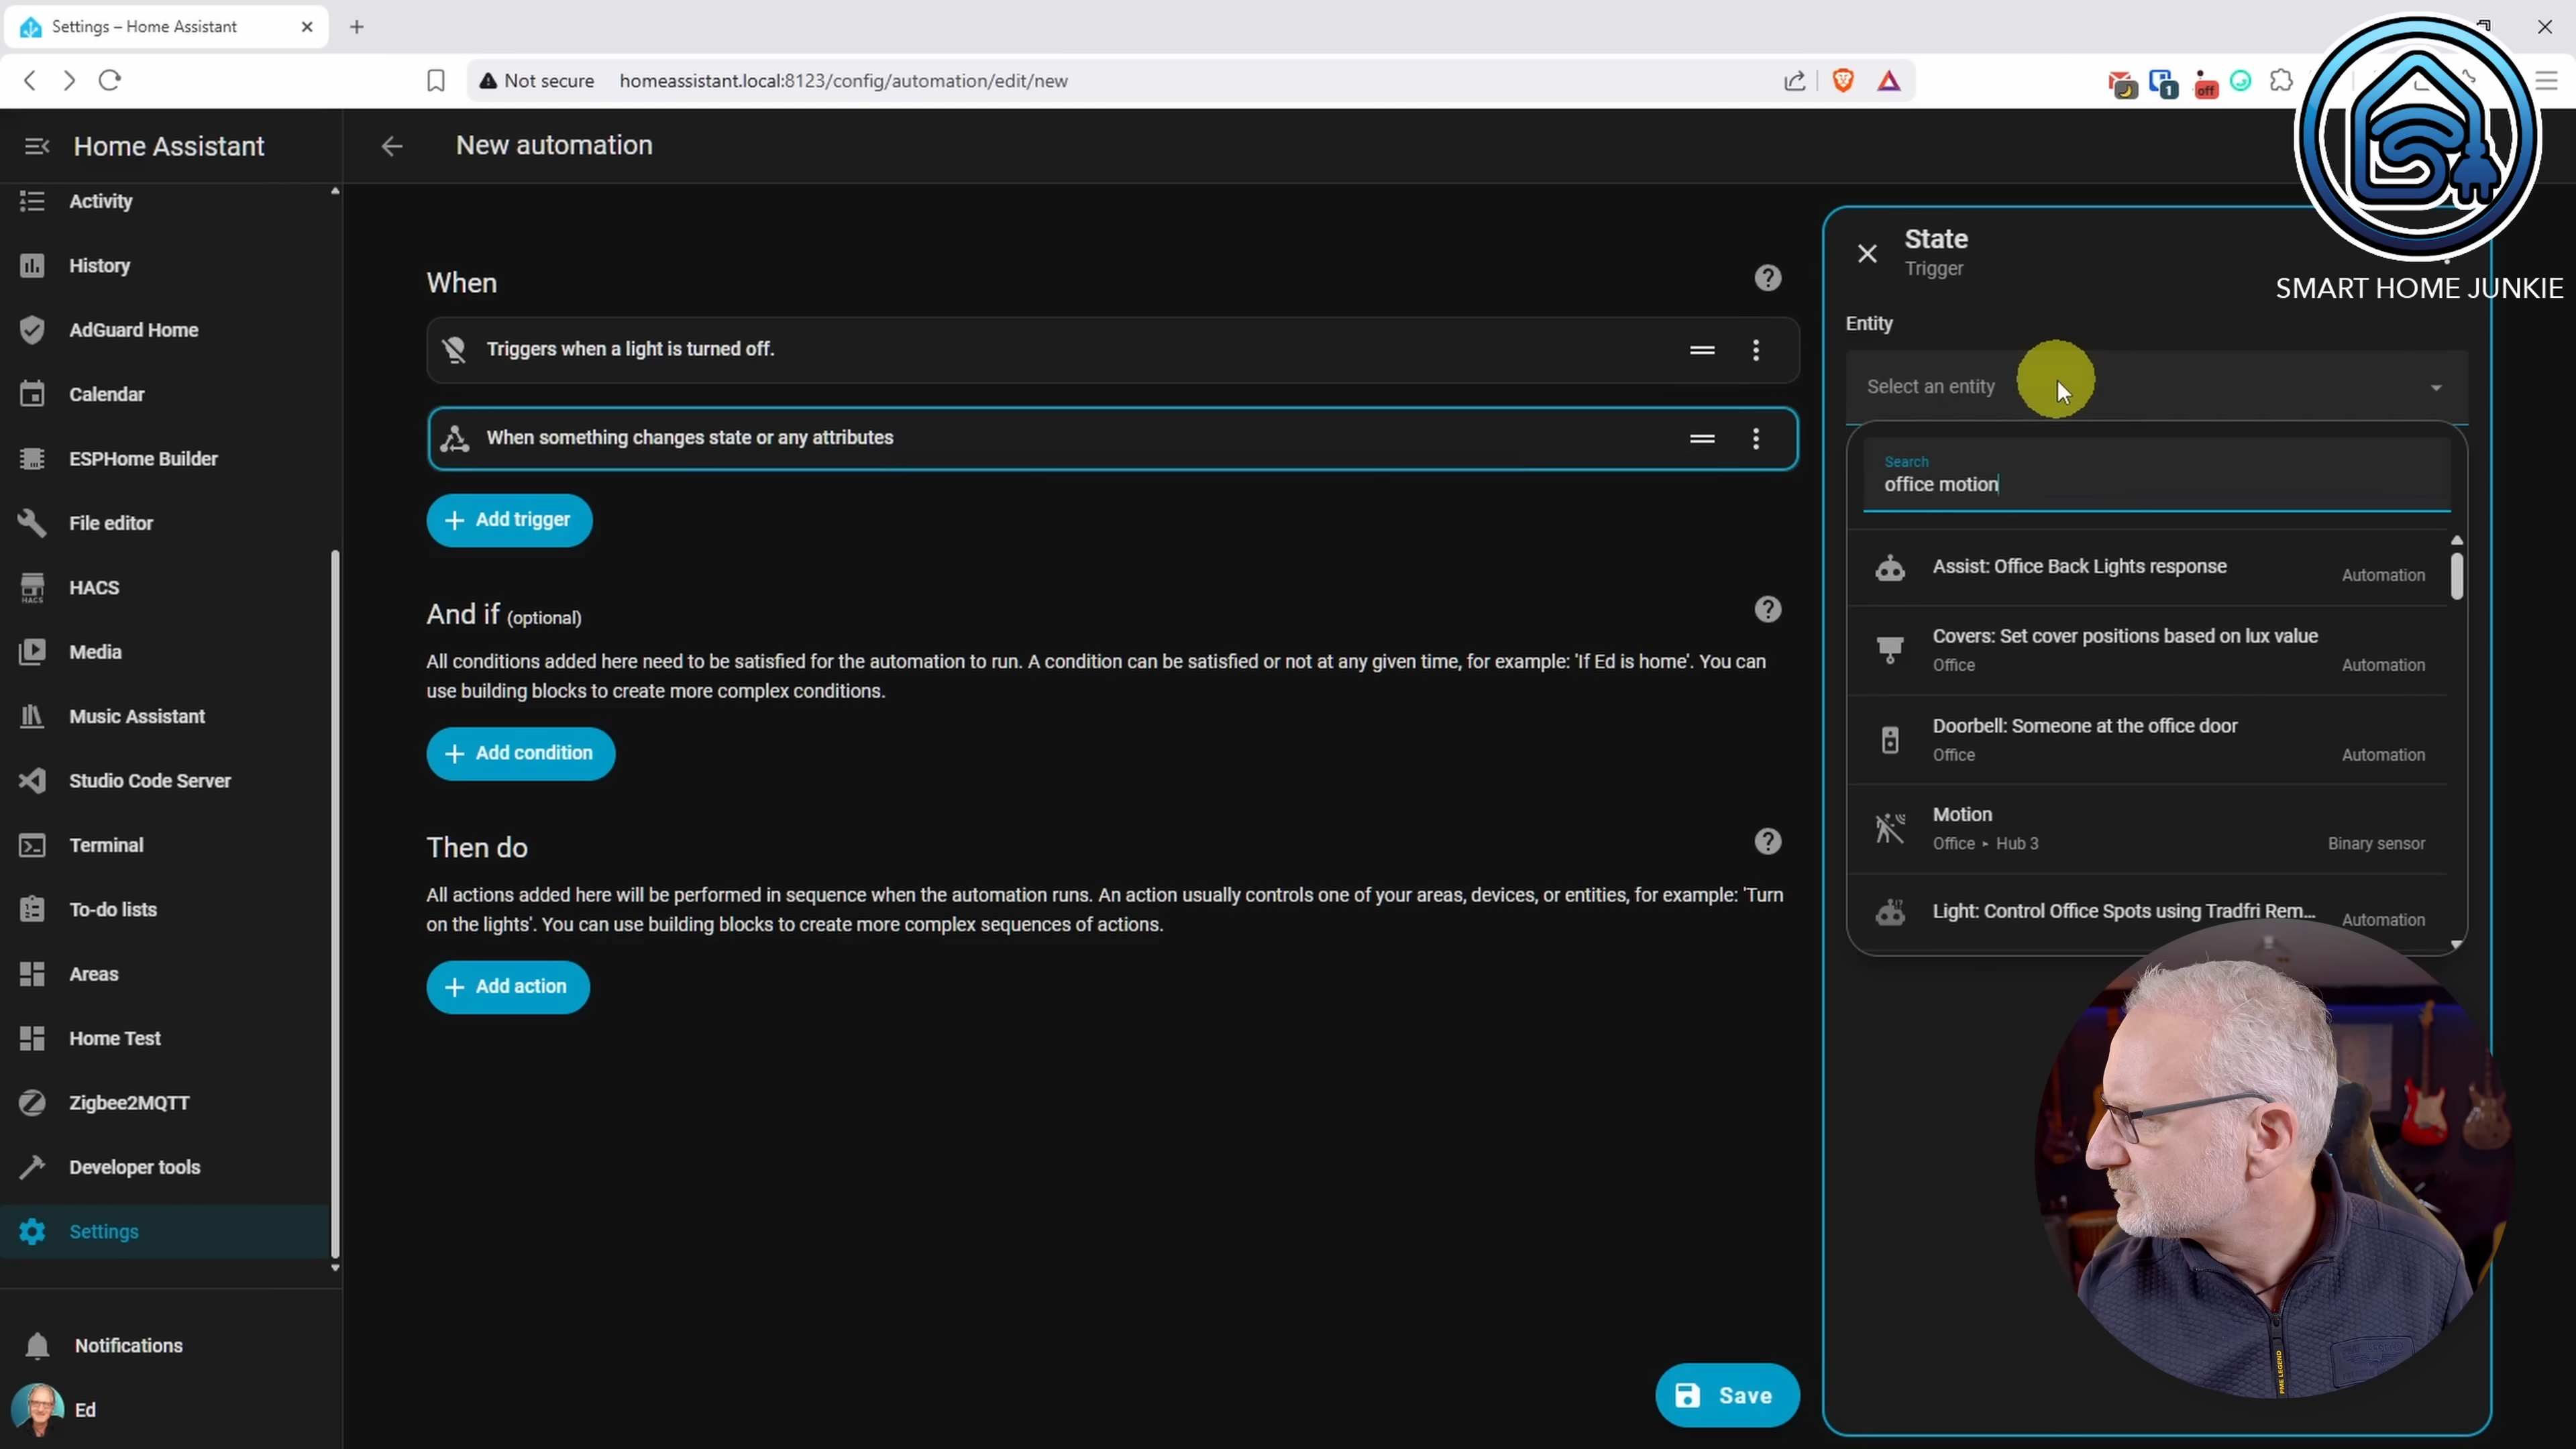 Settings – Home Assistant
Not secure
homeassistant.local:8123/config/automation/edit/new
1
off
SMART HOME JUNKIE
Home Assistant
Activity
History
AdGuard Home
Calendar
ESPHome Builder
File editor
HACS
HACS
Media
Music Assistant
Studio Code Server
Terminal
To-do lists
Areas
Home Test
Zigbee2MQTT
Developer tools
Settings
Notifications
Ed
New automation
When
Triggers when a light is turned off.
When something changes state or any attributes
Add trigger
And if (optional)
All conditions added here need to be satisfied for the automation to run. A condition can be satisfied or not at any given time, for example: 'If Ed is home'. You can
use building blocks to create more complex conditions.
Add condition
Then do
All actions added here will be performed in sequence when the automation runs. An action usually controls one of your areas, devices, or entities, for example: 'Turn
on the lights'. You can use building blocks to create more complex sequences of actions.
Add action
Save
State
Trigger
Entity
Select an entity
Search
office motion
Assist: Office Back Lights response
Automation
Covers: Set cover positions based on lux value
Office
Automation
Doorbell: Someone at the office door
Office
Automation
Motion
Office ▸ Hub 3
Binary sensor
Light: Control Office Spots using Tradfri Rem...
Automation
PME LEGEND